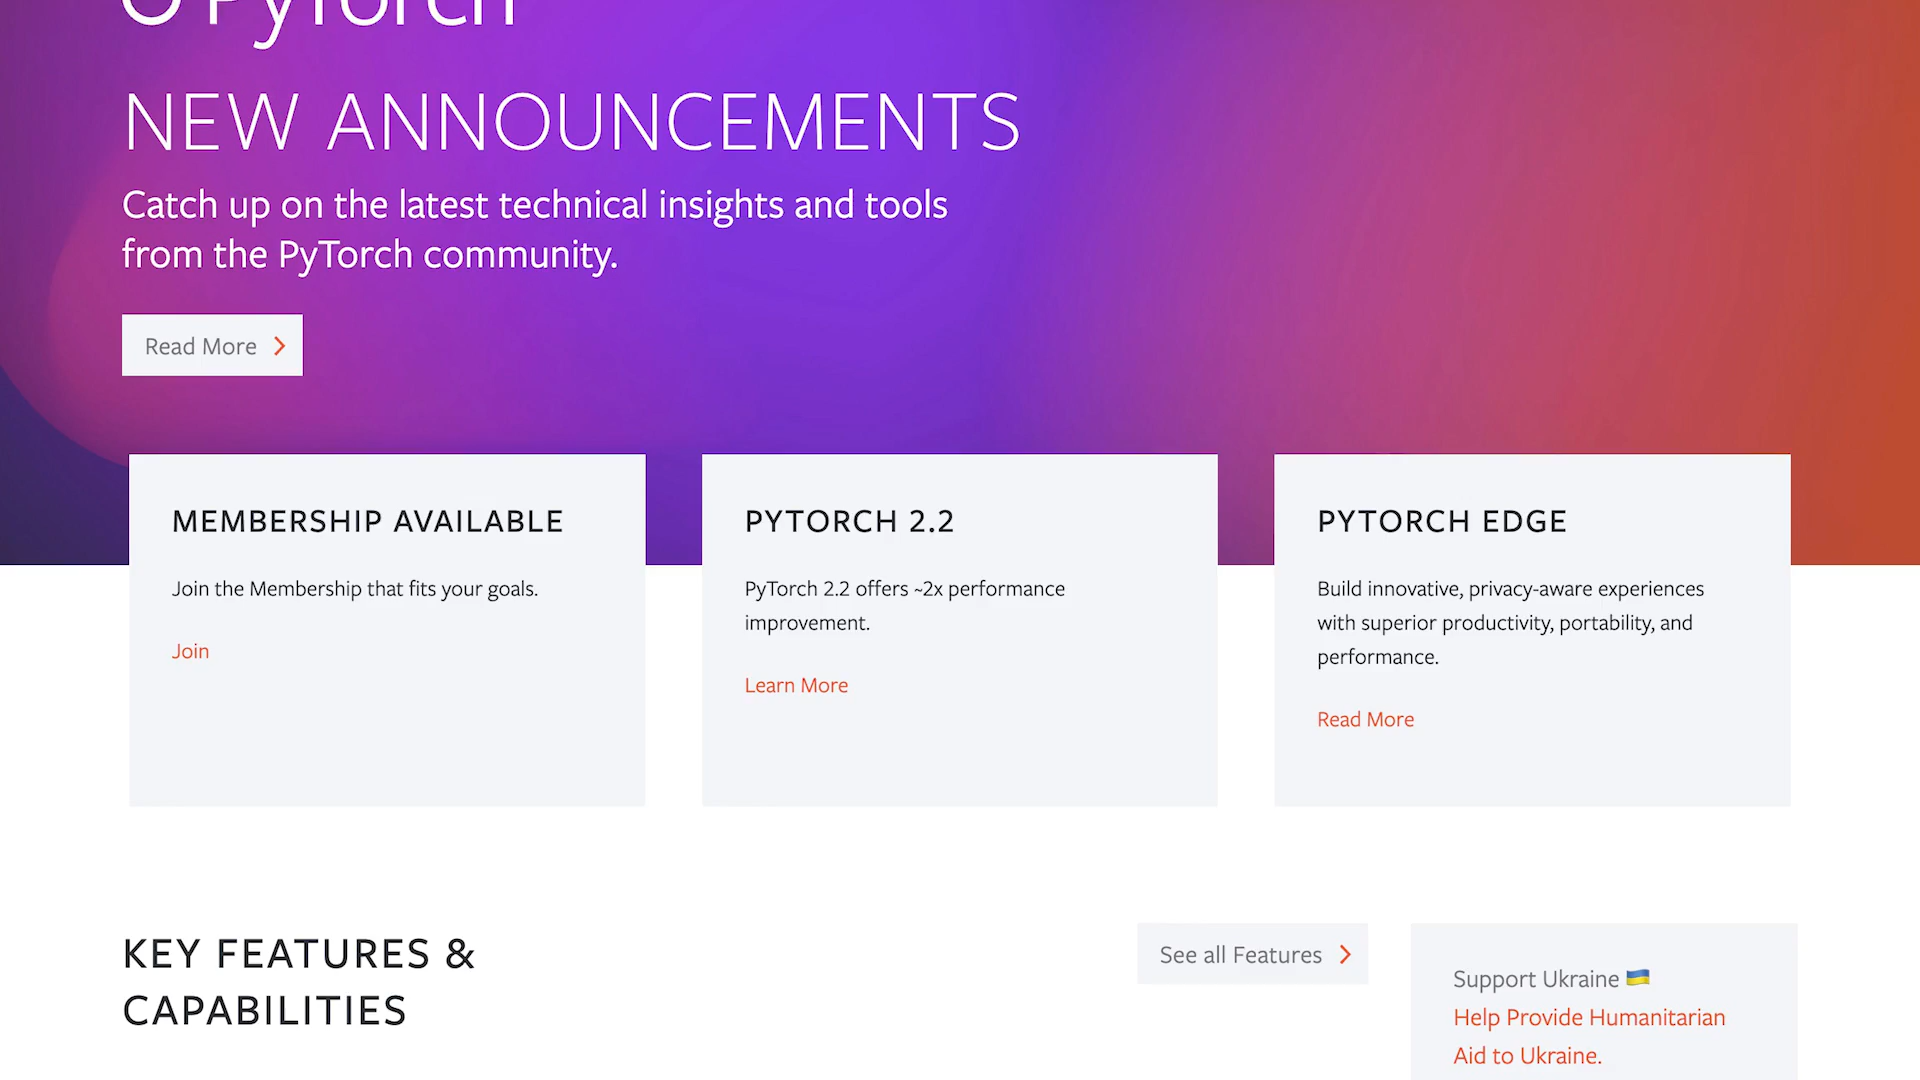 PyTorch
NEW ANNOUNCEMENTS
Catch up on the latest technical insights and tools
from the PyTorch community.
Read More
MEMBERSHIP AVAILABLE
Join the Membership that fits your goals.
Join
PYTORCH 2.2
PyTorch 2.2 offers ~2x performance
improvement.
Learn More
PYTORCH EDGE
Build innovative, privacy-aware experiences
with superior productivity, portability, and
performance.
Read More
KEY FEATURES &
CAPABILITIES
See all Features
Support Ukraine 🇺🇦
Help Provide Humanitarian
Aid to Ukraine.